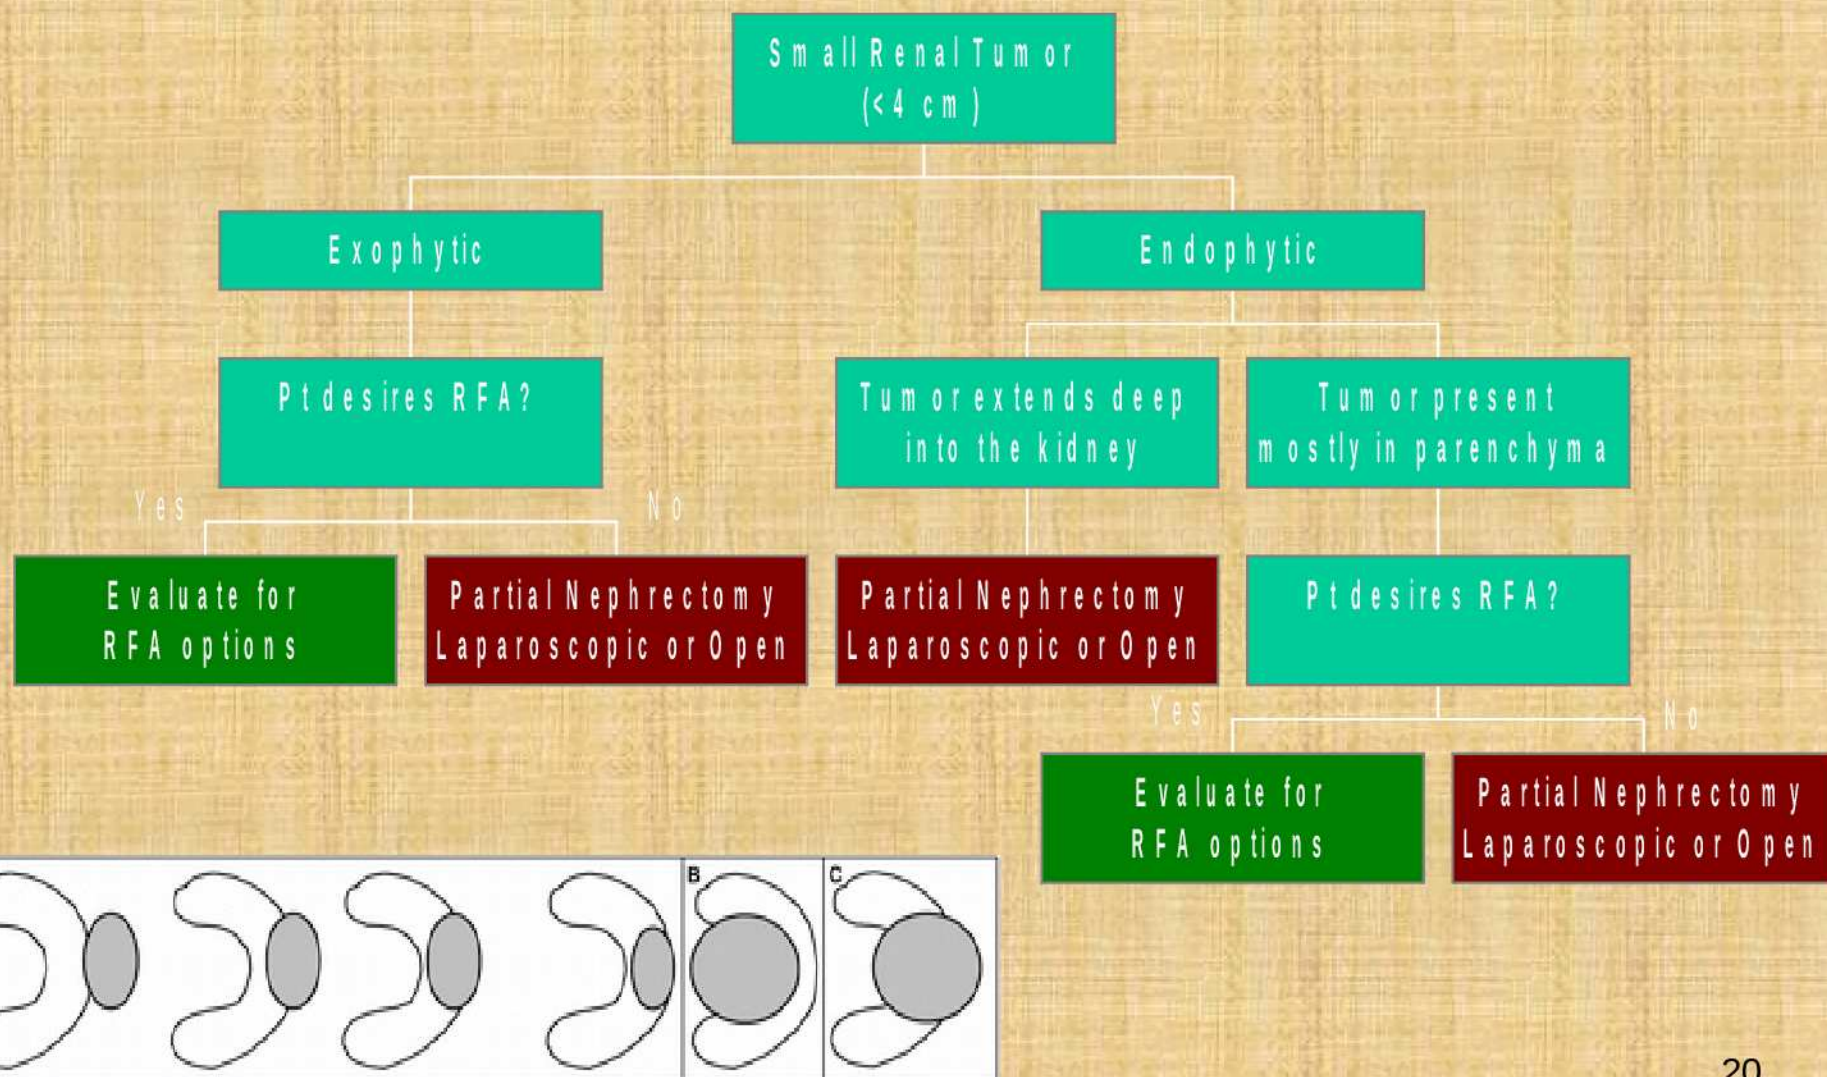 Small Renal Tumor
(<4 cm)
Exophytic
Endophytic
Pt desires RFA?
Tumor extends deep
into the kidney
Tumor present
mostly in parenchyma
Yes
No
Evaluate for
RFA options
Partial Nephrectomy
Laparoscopic or Open
Partial Nephrectomy
Laparoscopic or Open
Pt desires RFA?
Yes
No
Evaluate for
RFA options
Partial Nephrectomy
Laparoscopic or Open
B
C
20